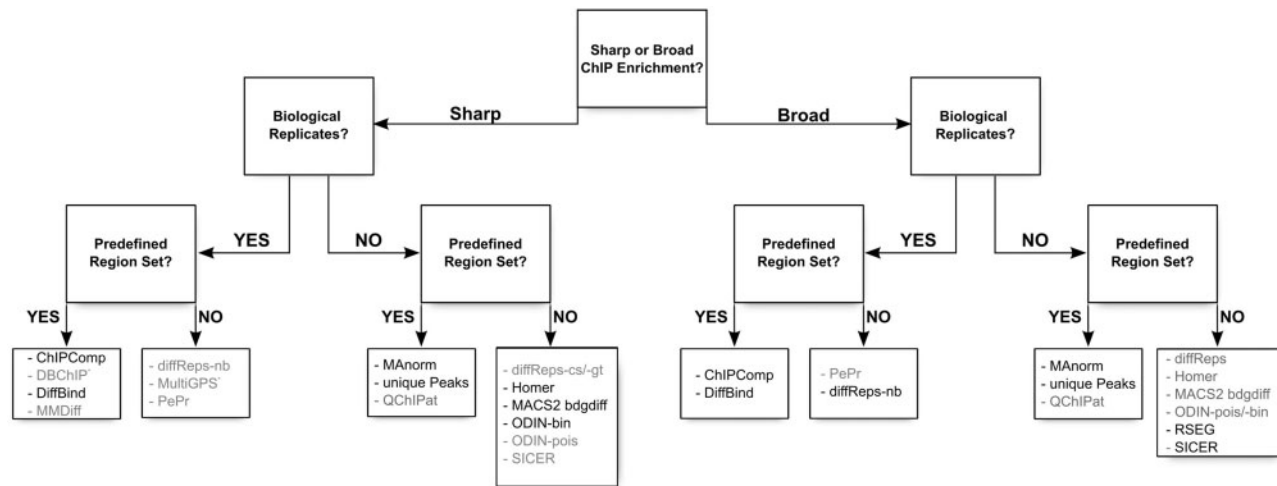 Sharp or Broad
ChIP Enrichment?
Sharp
Broad
Biological
Replicates?
Biological
Replicates?
YES
NO
YES
NO
Predefined
Region Set?
Predefined
Region Set?
Predefined
Region Set?
Predefined
Region Set?
YES
NO
YES
NO
YES
NO
YES
NO
- ChIPComp
- DBChIP*
- DiffBind
- MMDiff
- diffReps-nb
- MultiGPS*
- PePr
- MAnorm
- unique Peaks
- QChIPat
- diffReps-cs/-gt
- Homer
- MACS2 bdgdiff
- ODIN-bin
- ODIN-pois
- SICER
- ChIPComp
- DiffBind
- PePr
- diffReps-nb
- MAnorm
- unique Peaks
- QChIPat
- diffReps
- Homer
- MACS2 bdgdiff
- ODIN-pois/-bin
- RSEG
- SICER